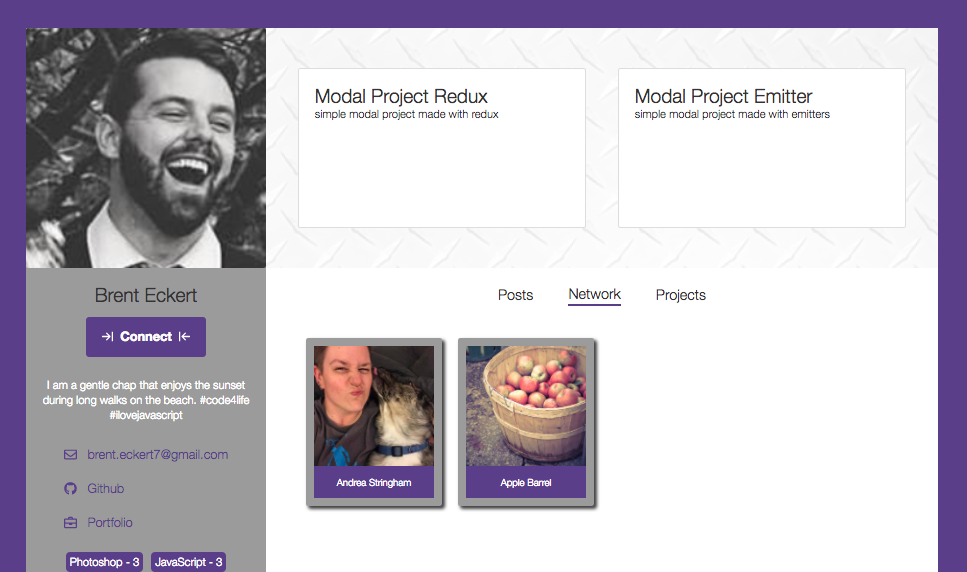 Modal Project Redux
simple modal project made with redux
Modal Project Emitter
simple modal project made with emitters
Brent Eckert
Connect
I am a gentle chap that enjoys the sunset
during long walks on the beach. #code4life
#ilovejavascript
brent.eckert7@gmail.com
Github
Portfolio
Photoshop - 3 JavaScript - 3
Posts Network Projects
Andrea Stringham
Apple Barrel